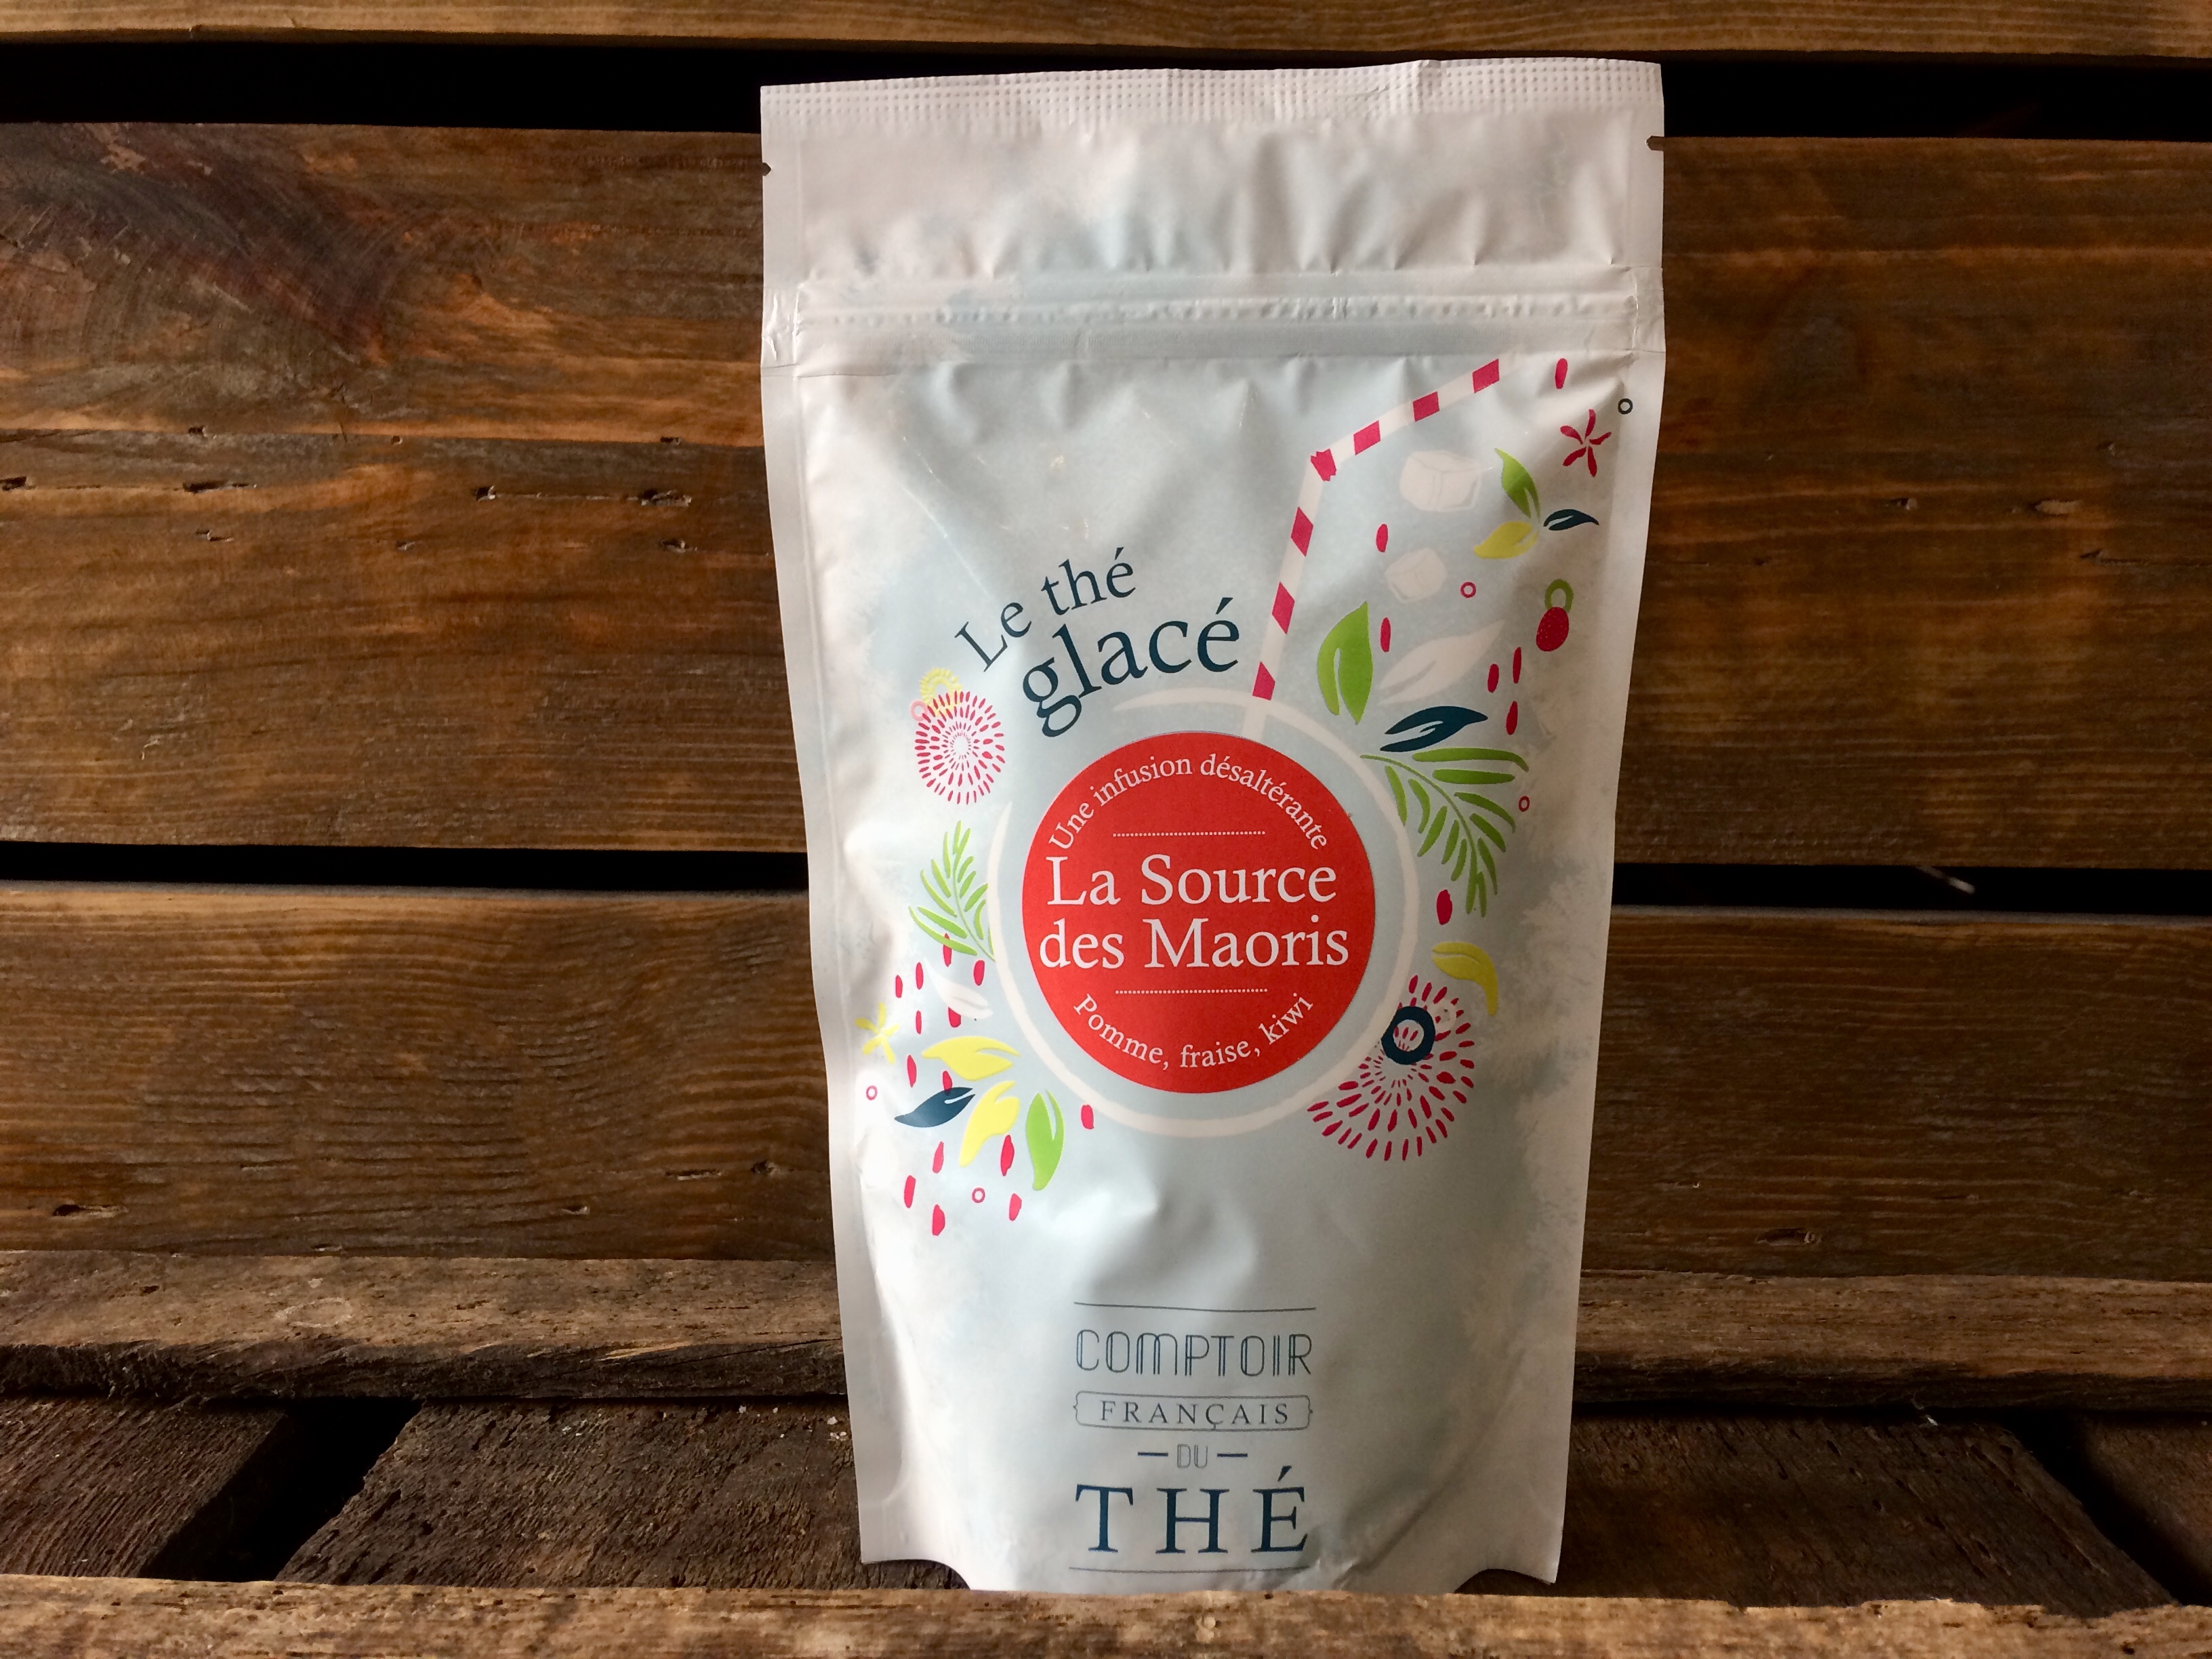 Le thé
glacé
Une infusion désaltérante
La Source
des Maoris
Pomme, fraise, kiwi
COMPTOIR
FRANÇAIS
DU
THÉ